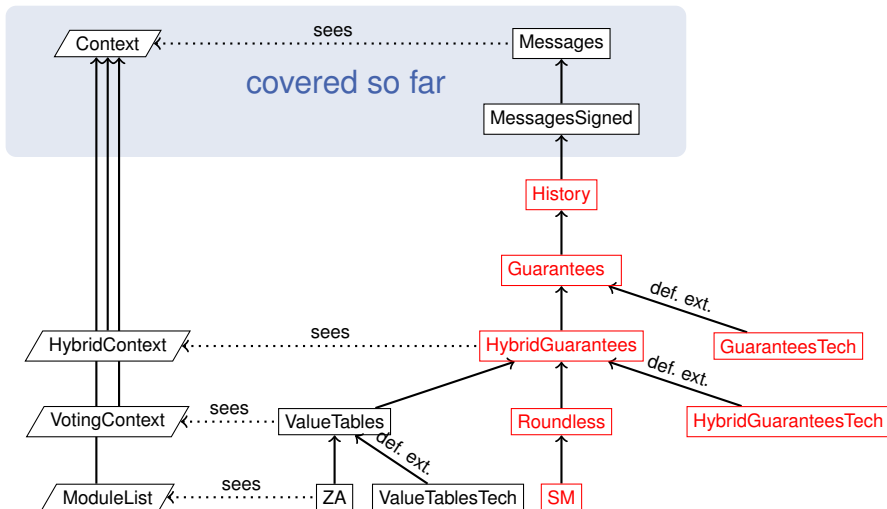 Context
sees
Messages
covered so far
MessagesSigned
History
Guarantees
def. ext.
HybridContext
sees
HybridGuarantees
GuaranteesTech
def. ext.
VotingContext
sees
ValueTables
Roundless
HybridGuaranteesTech
def. ext.
ModuleList
sees
ZA
ValueTablesTech
SM